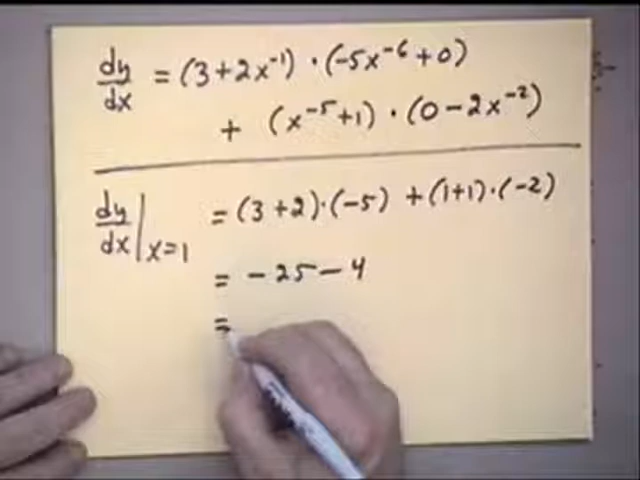 dy/dx = (3+2x⁻¹)·(-5x⁻⁶+0)
+ (x⁻⁵+1)·(0-2x⁻²)
dy/dx|x=1 = (3+2)·(-5) + (1+1)·(-2)
= -25-4
=